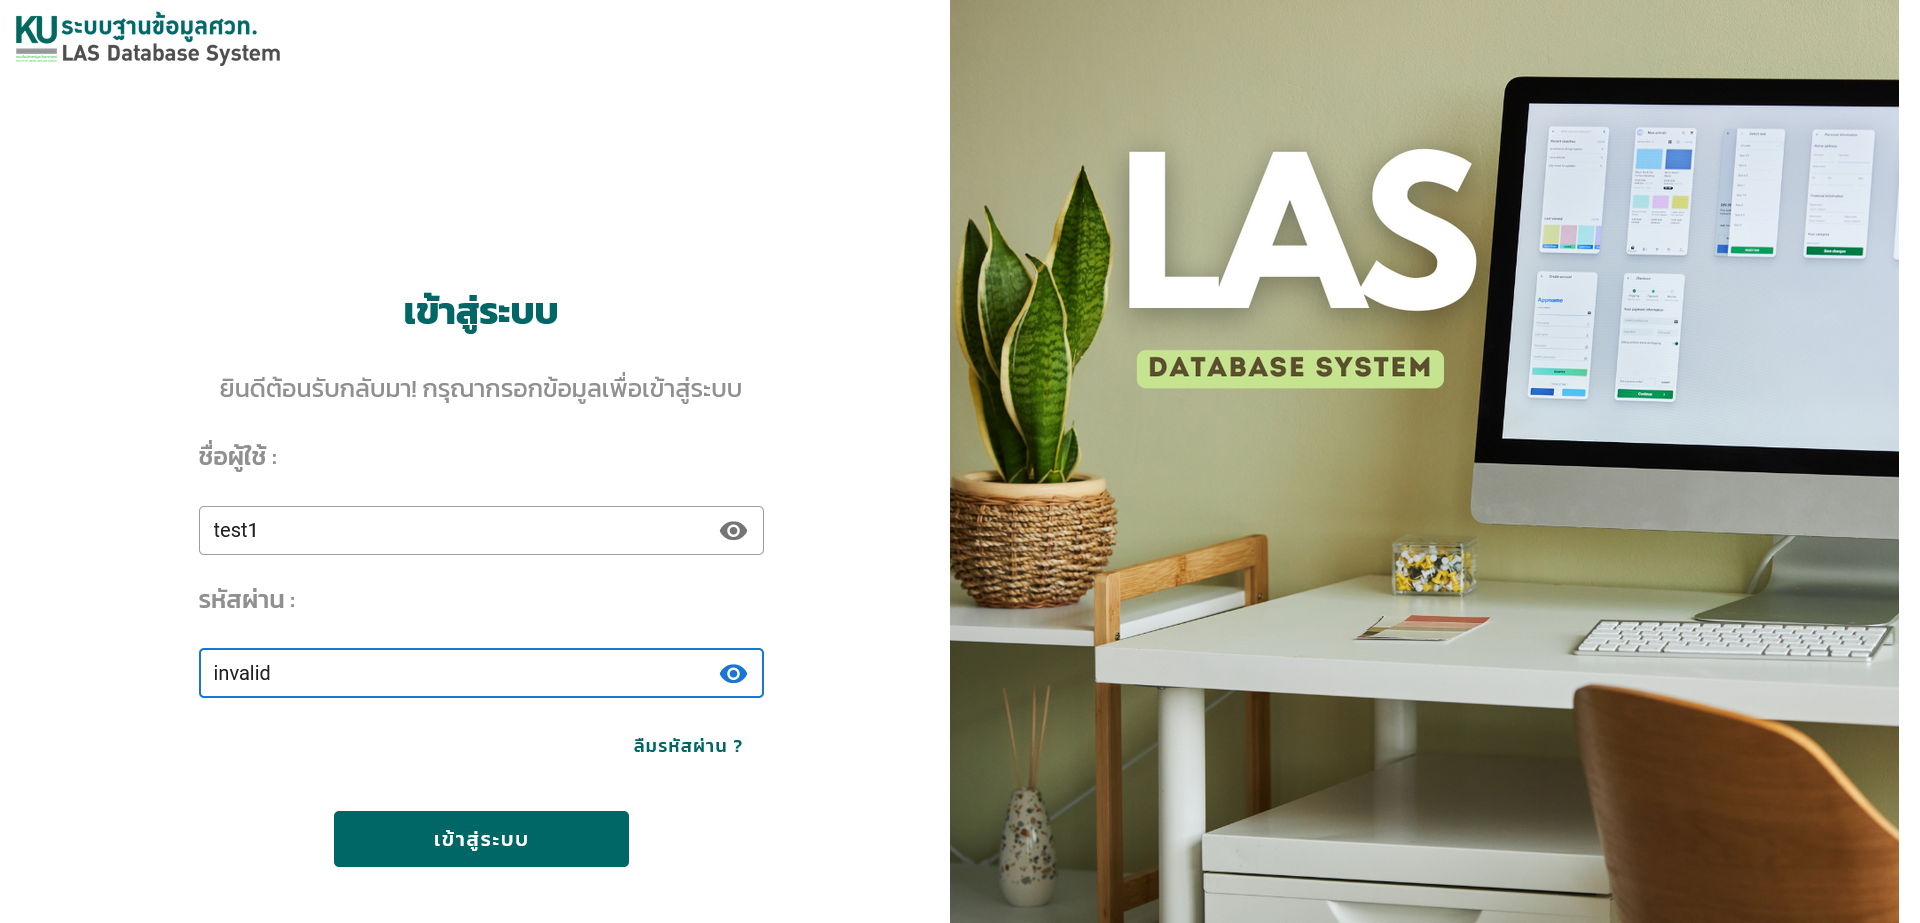 KU ระบบฐานข้อมูลศวท.
LAS Database System
เข้าสู่ระบบ
ยินดีต้อนรับกลับมา! กรุณากรอกข้อมูลเพื่อเข้าสู่ระบบ
ชื่อผู้ใช้ :
test1
รหัสผ่าน :
invalid
ลืมรหัสผ่าน ?
เข้าสู่ระบบ
LAS
DATABASE SYSTEM
Appname